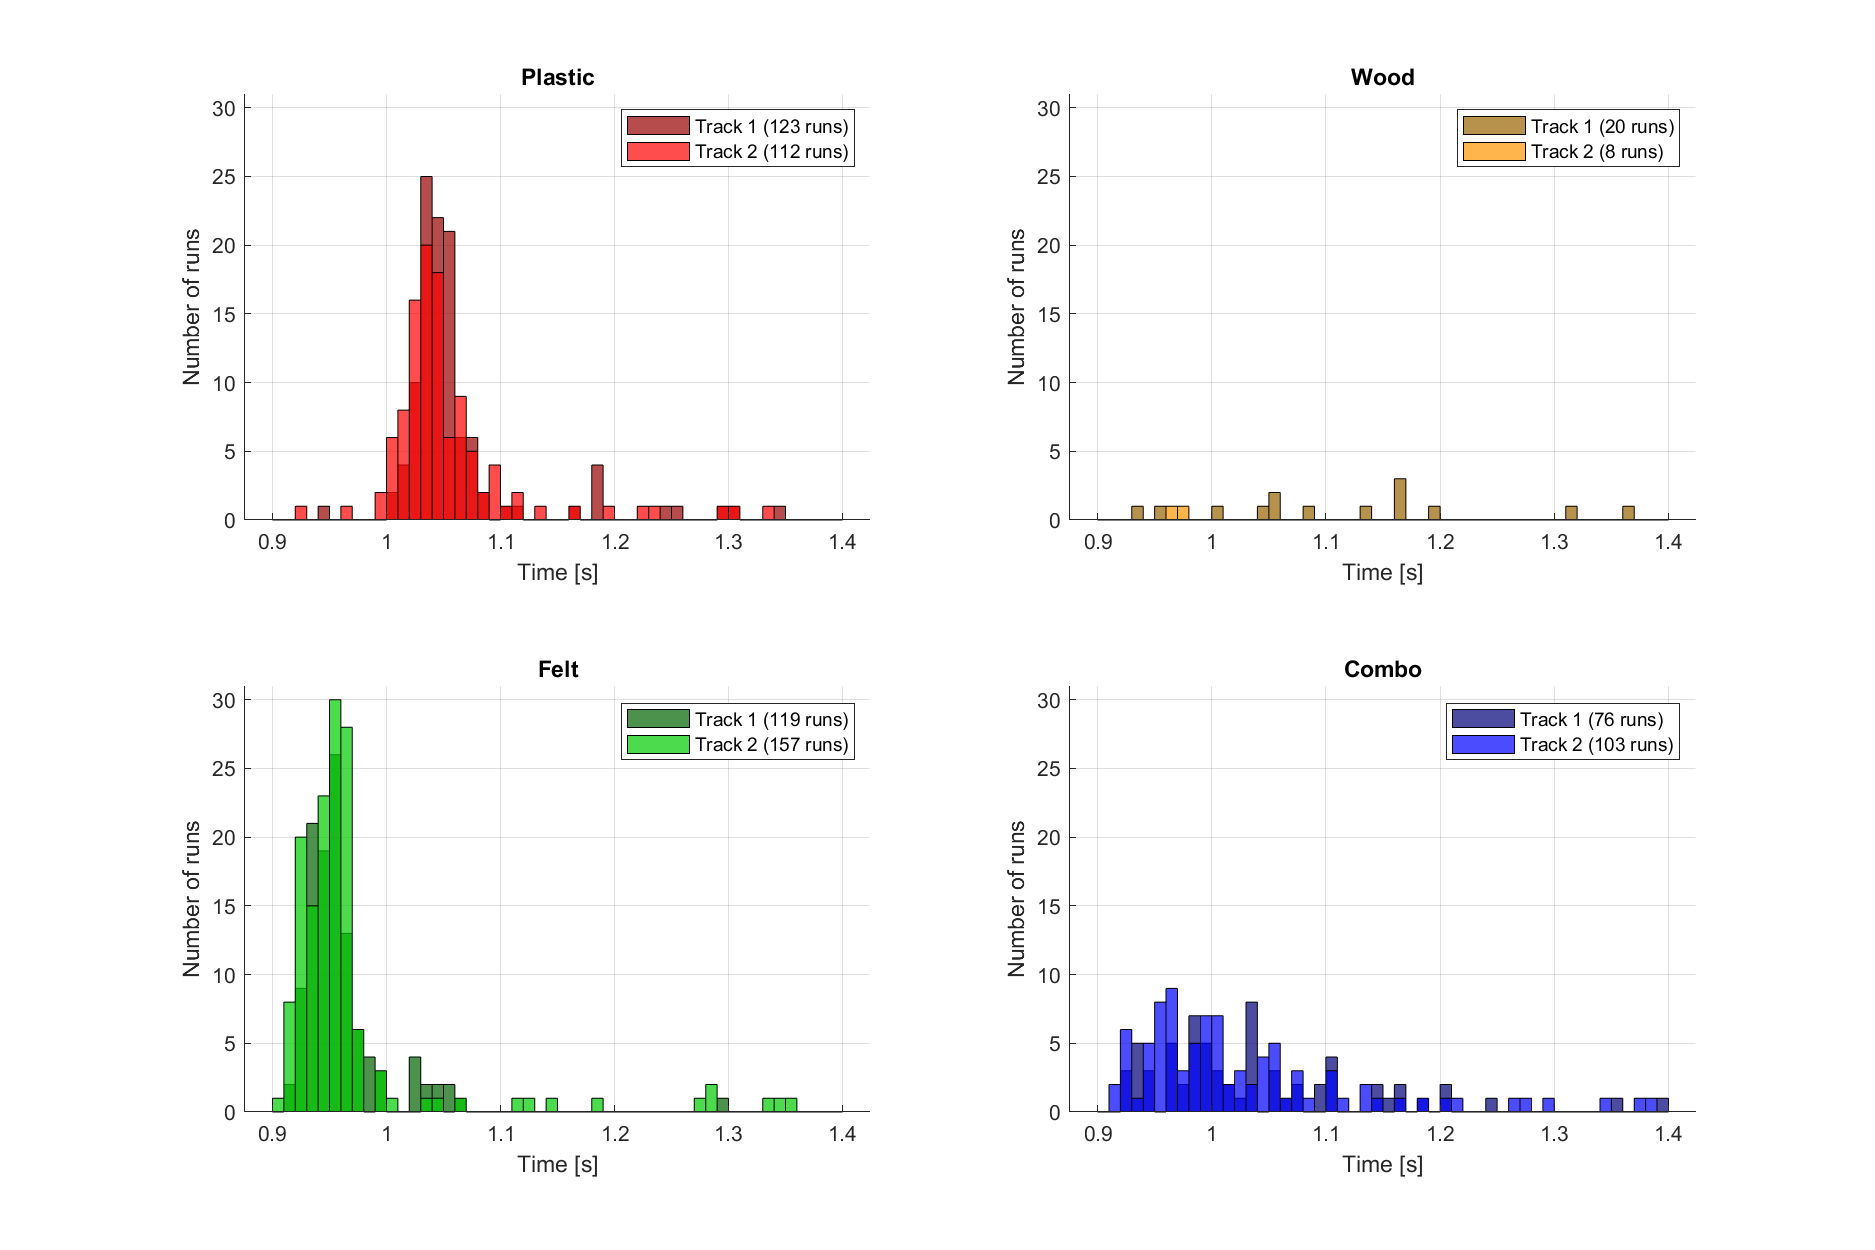 Plastic
30
25
20
15
10
5
0
Number of runs
Track 1 (123 runs)
Track 2 (112 runs)
0.9 1 1.1 1.2 1.3 1.4
Time [s]
Wood
30
25
20
15
10
5
0
Number of runs
Track 1 (20 runs)
Track 2 (8 runs)
0.9 1 1.1 1.2 1.3 1.4
Time [s]
Felt
30
25
20
15
10
5
0
Number of runs
Track 1 (119 runs)
Track 2 (157 runs)
0.9 1 1.1 1.2 1.3 1.4
Time [s]
Combo
30
25
20
15
10
5
0
Number of runs
Track 1 (76 runs)
Track 2 (103 runs)
0.9 1 1.1 1.2 1.3 1.4
Time [s]